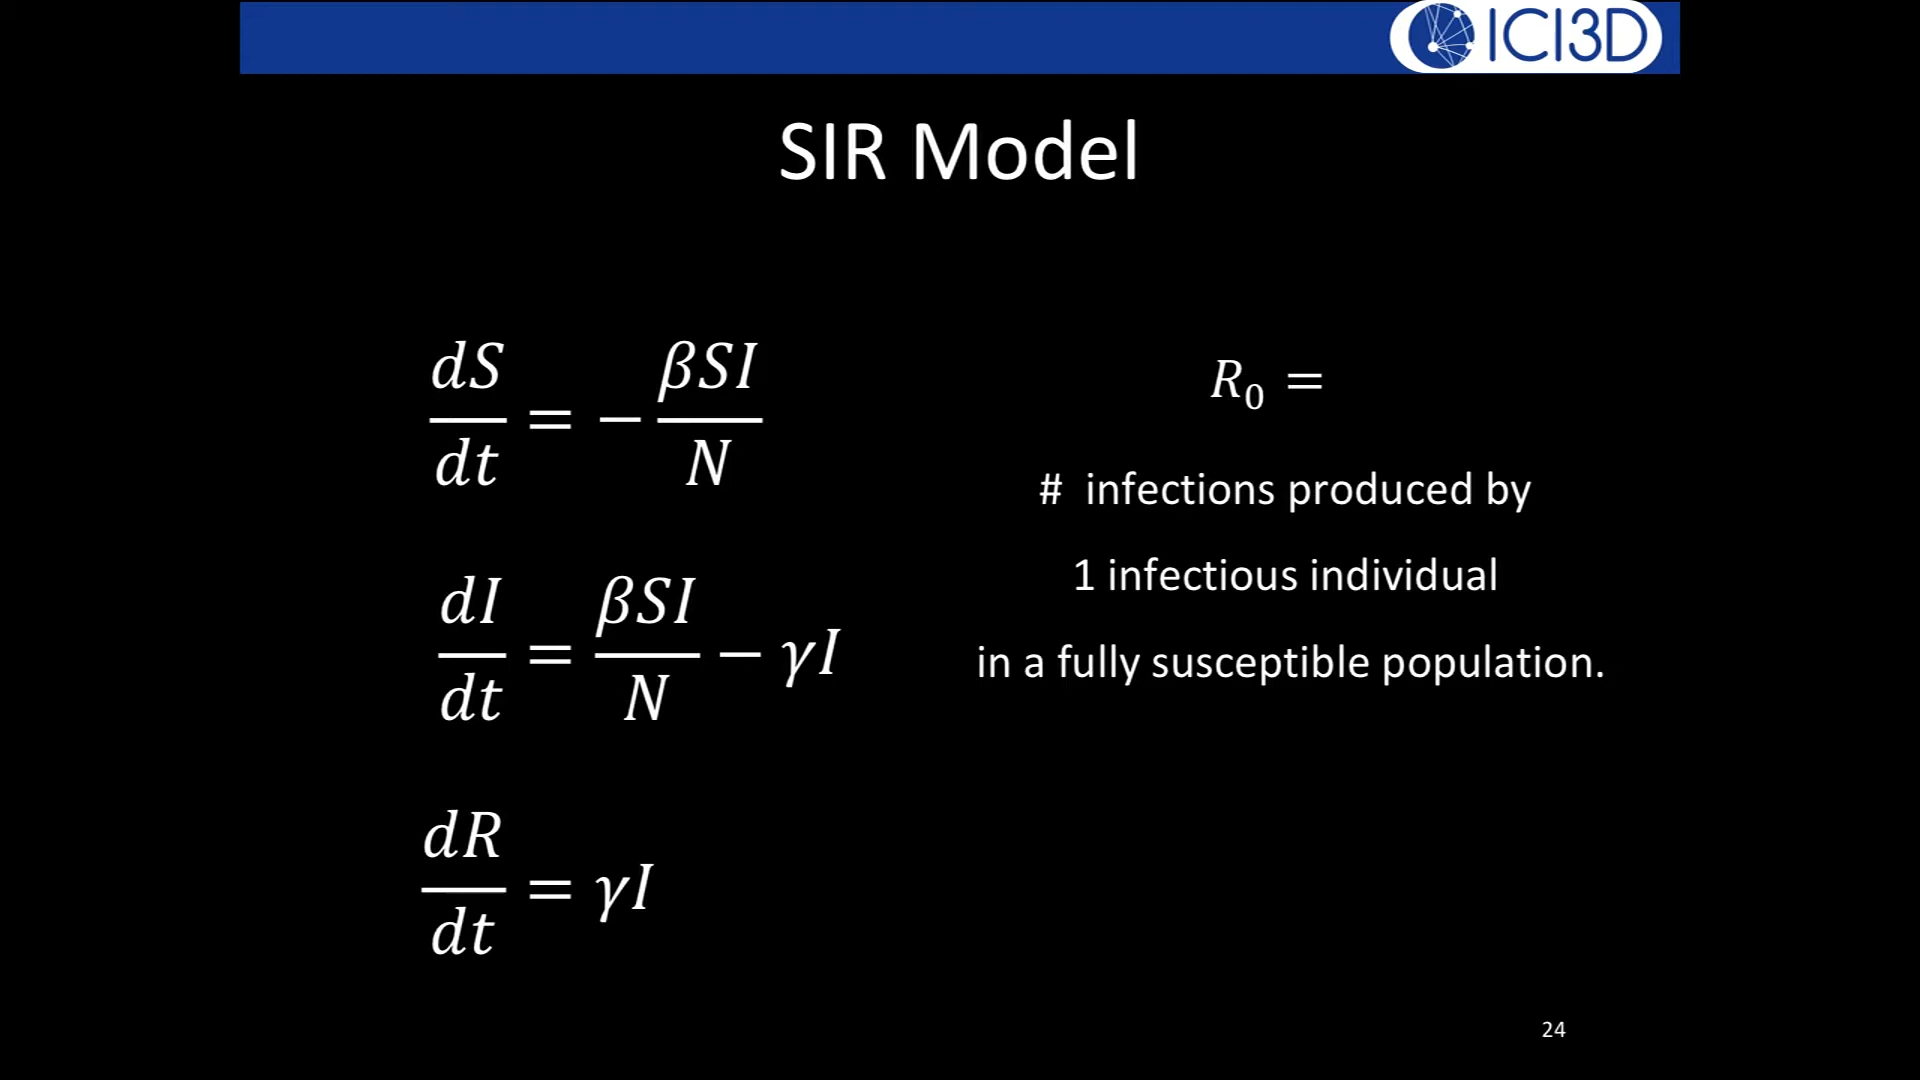 ICI3D
SIR Model
dS/dt = − βSI/N
dI/dt = βSI/N − γI
dR/dt = γI
R₀ =
# infections produced by
1 infectious individual
in a fully susceptible population.
24